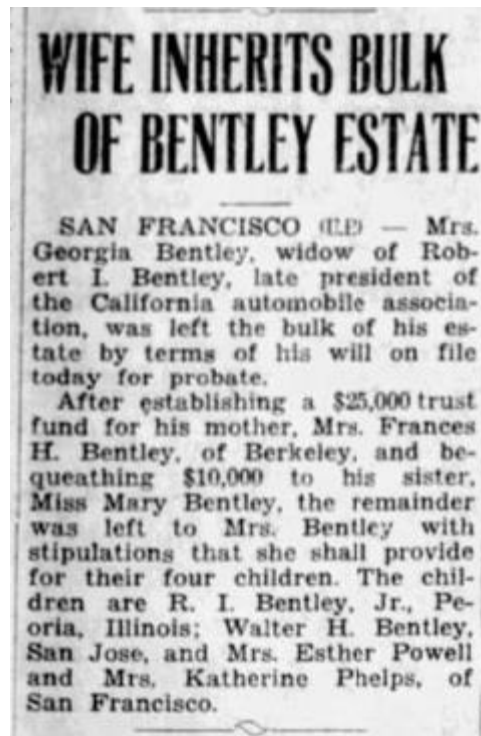 WIFE INHERITS BULK
OF BENTLEY ESTATE
SAN FRANCISCO (U.P.) — Mrs.
Georgia Bentley, widow of Rob-
ert I. Bentley, late president of
the California automobile associa-
tion, was left the bulk of his es-
tate by terms of his will on file
today for probate.
After establishing a $25,000 trust
fund for his mother, Mrs. Frances
H. Bentley, of Berkeley, and be-
queathing $10,000 to his sister,
Miss Mary Bentley, the remainder
was left to Mrs. Bentley with
stipulations that she shall provide
for their four children. The chil-
dren are R. I. Bentley, Jr., Pe-
oria, Illinois; Walter H. Bentley,
San Jose, and Mrs. Esther Powell
and Mrs. Katherine Phelps, of
San Francisco.